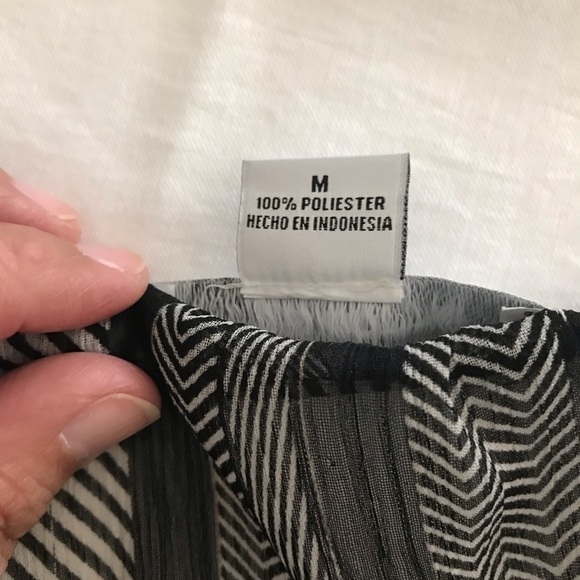 M
100% POLIESTER
HECHO EN INDONESIA